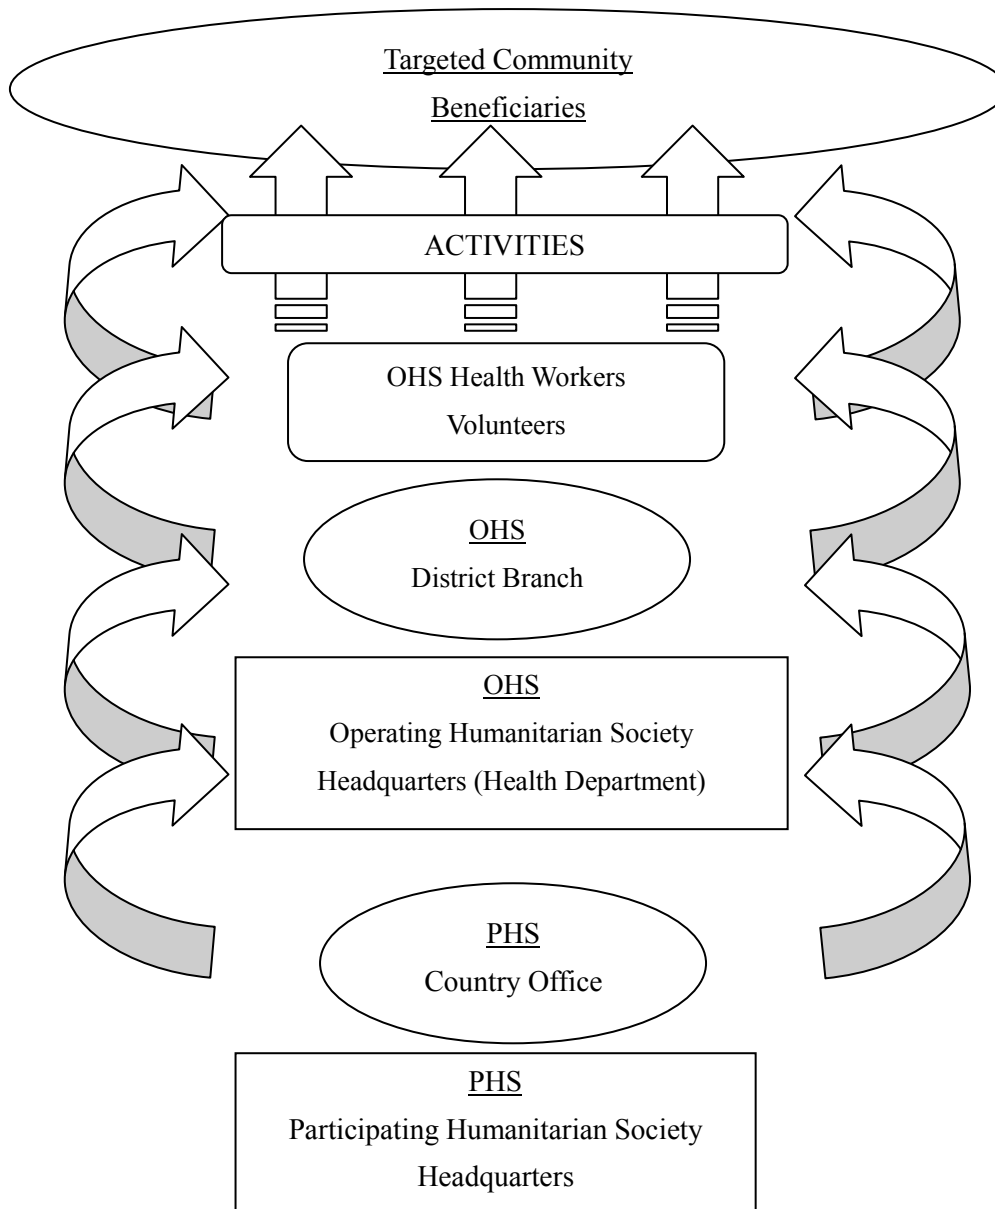 Targeted Community
Beneficiaries
ACTIVITIES
OHS Health Workers
Volunteers
OHS
District Branch
OHS
Operating Humanitarian Society
Headquarters (Health Department)
PHS
Country Office
PHS
Participating Humanitarian Society
Headquarters